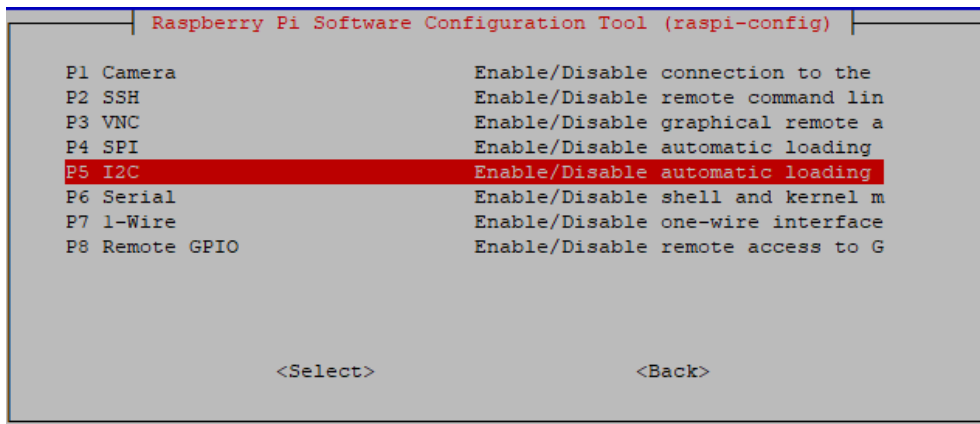 Raspberry Pi Software Configuration Tool (raspi-config)
P1 Camera Enable/Disable connection to the
P2 SSH Enable/Disable remote command lin
P3 VNC Enable/Disable graphical remote a
P4 SPI Enable/Disable automatic loading
P5 I2C Enable/Disable automatic loading
P6 Serial Enable/Disable shell and kernel m
P7 1-Wire Enable/Disable one-wire interface
P8 Remote GPIO Enable/Disable remote access to G
<Select> <Back>